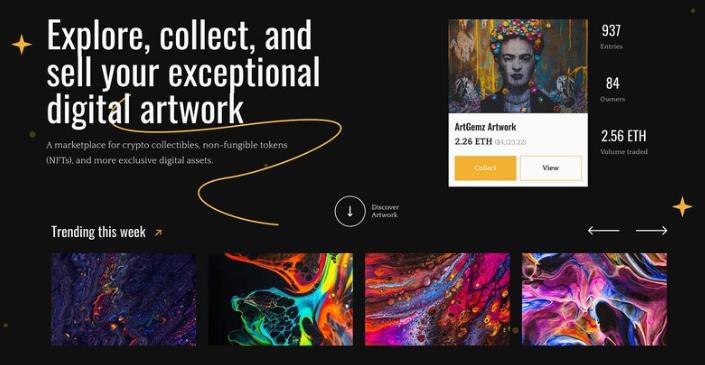 Explore, collect, and
sell your exceptional
digital artwork
A marketplace for crypto collectibles, non-fungible tokens
(NFTs), and more exclusive digital assets.
ArtGemz Artwork
2.26 ETH ($4,123.22)
Collect View
937
Entries
84
Owners
2.56 ETH
Volume traded
Discover
Artwork
Trending this week